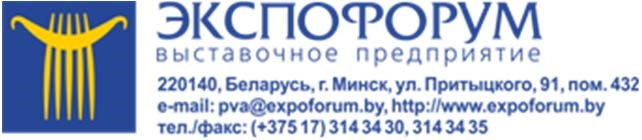 ЭКСПОФОРУМ
выставочное предприятие
220140, Беларусь, г. Минск, ул. Притыцкого, 91, пом. 432
e-mail: pva@expoforum.by, http://www.expoforum.by
тел./факс: (+375 17) 314 34 30, 314 34 35